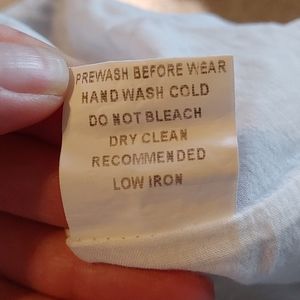 PREWASH BEFORE WEAR
HAND WASH COLD
DO NOT BLEACH
DRY CLEAN
RECOMMENDED
LOW IRON